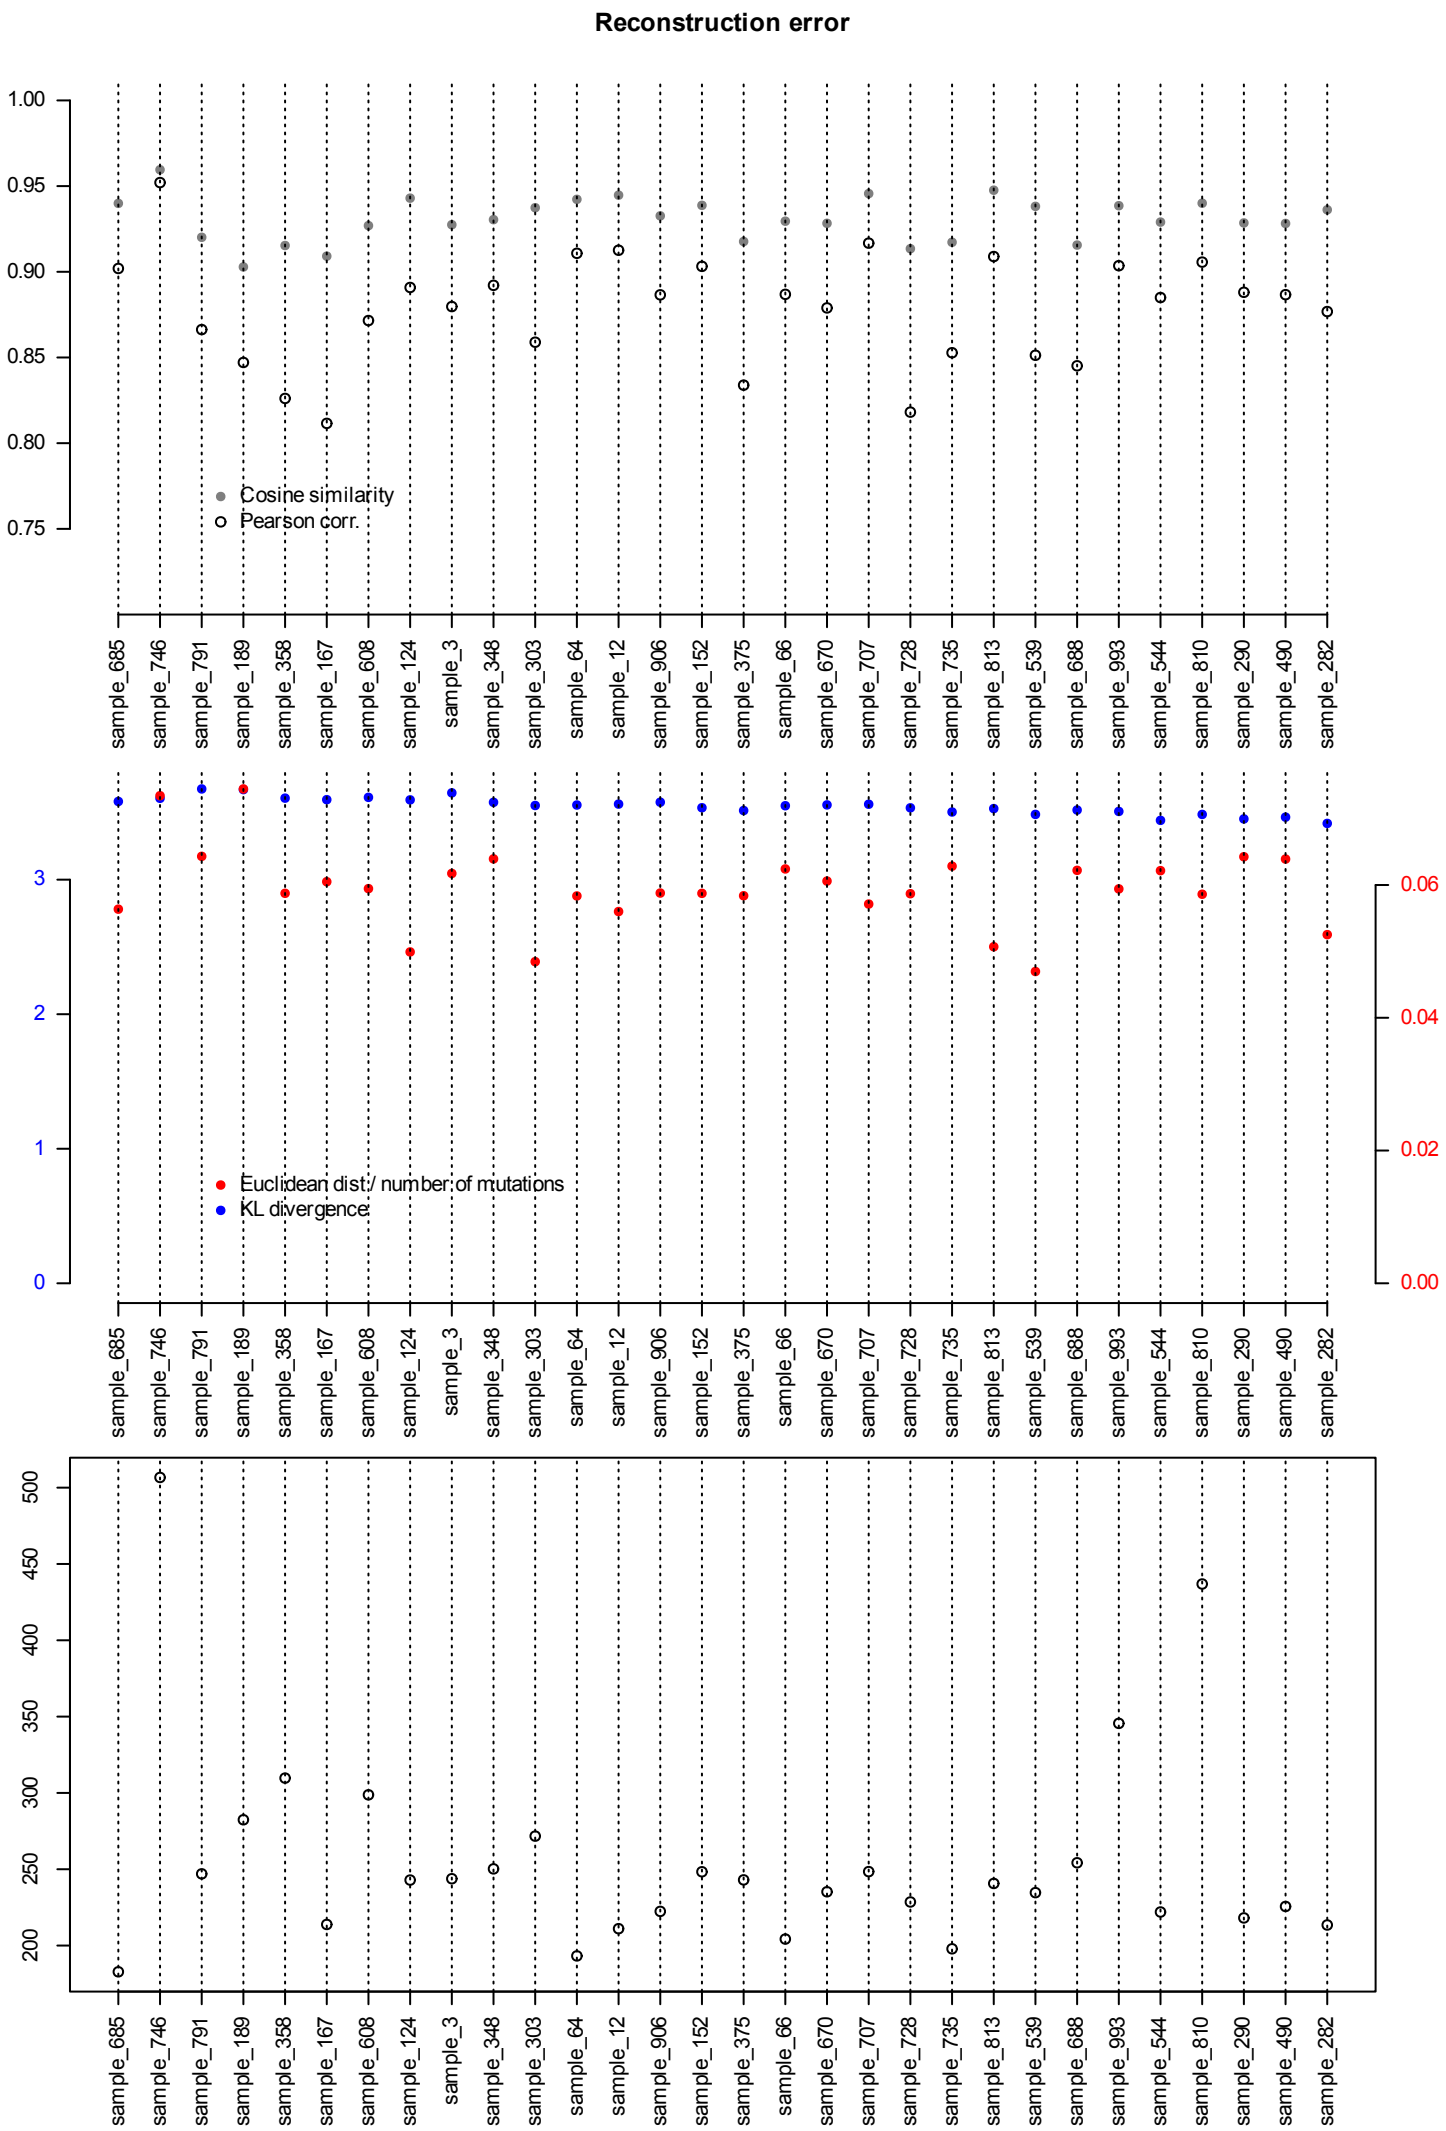 Reconstruction error
1.00
0.95
0.90
0.85
0.80
0.75
Cosine similarity
Pearson corr.
sample_685
sample_746
sample_791
sample_189
sample_358
sample_167
sample_608
sample_124
sample_3
sample_348
sample_303
sample_64
sample_12
sample_906
sample_152
sample_375
sample_66
sample_670
sample_707
sample_728
sample_735
sample_813
sample_539
sample_688
sample_993
sample_544
sample_810
sample_290
sample_490
sample_282
3
2
1
0
Euclidean dist./ number of mutations
KL divergence
0.06
0.04
0.02
0.00
sample_685
sample_746
sample_791
sample_189
sample_358
sample_167
sample_608
sample_124
sample_3
sample_348
sample_303
sample_64
sample_12
sample_906
sample_152
sample_375
sample_66
sample_670
sample_707
sample_728
sample_735
sample_813
sample_539
sample_688
sample_993
sample_544
sample_810
sample_290
sample_490
sample_282
500
450
400
350
300
250
200
sample_685
sample_746
sample_791
sample_189
sample_358
sample_167
sample_608
sample_124
sample_3
sample_348
sample_303
sample_64
sample_12
sample_906
sample_152
sample_375
sample_66
sample_670
sample_707
sample_728
sample_735
sample_813
sample_539
sample_688
sample_993
sample_544
sample_810
sample_290
sample_490
sample_282